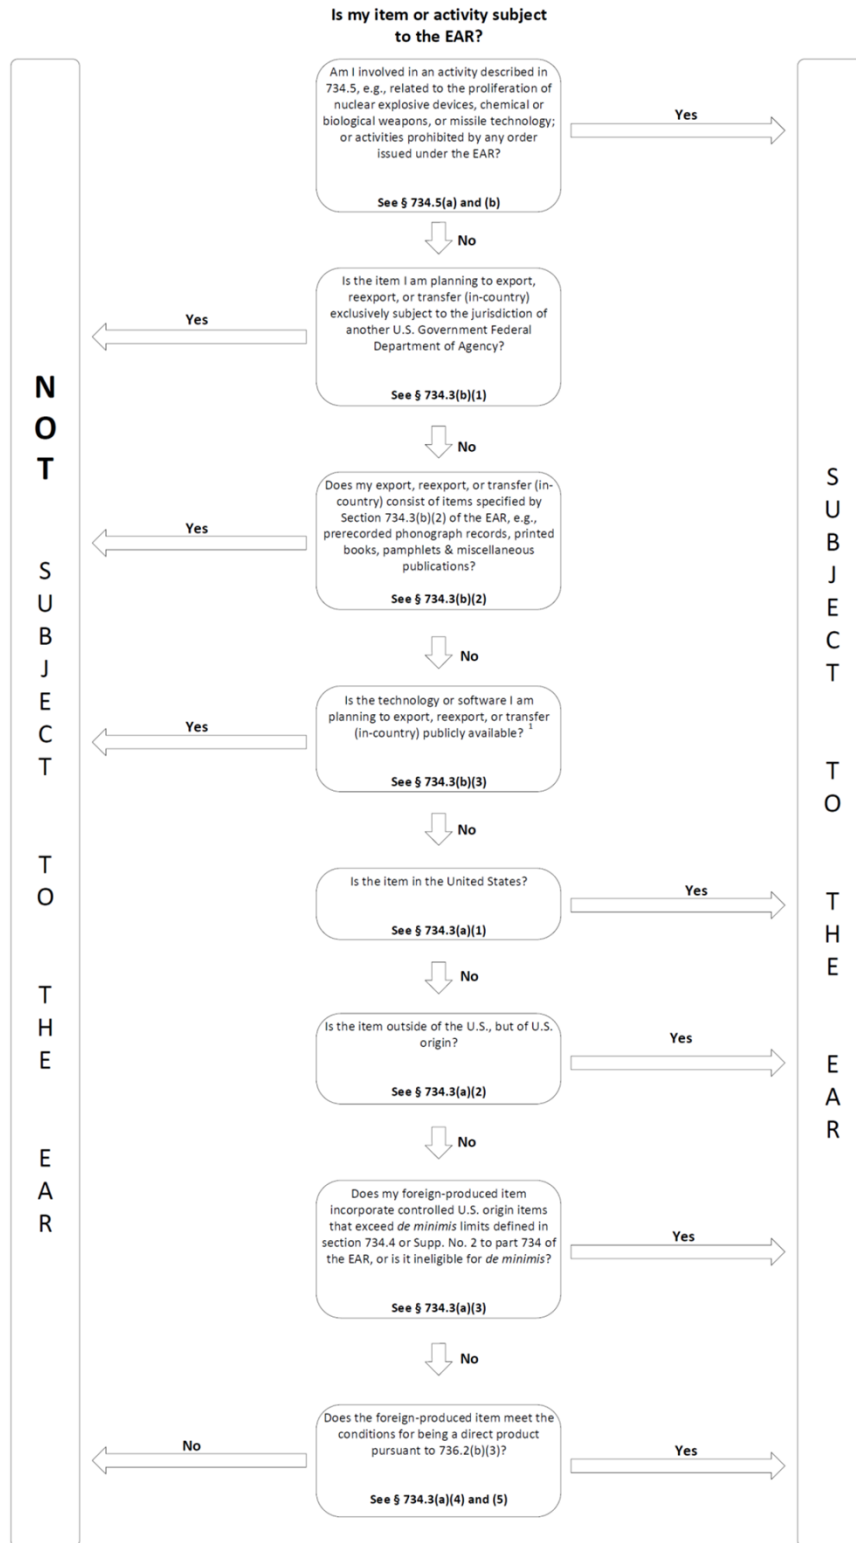 Is my item or activity subject
to the EAR?
Am I involved in an activity described in
734.5, e.g., related to the proliferation of
nuclear explosive devices, chemical or
biological weapons, or missile technology;
or activities prohibited by any order
issued under the EAR?
See § 734.5(a) and (b)
Yes
No
Is the item I am planning to export,
reexport, or transfer (in-country)
exclusively subject to the jurisdiction of
another U.S. Government Federal
Department of Agency?
See § 734.3(b)(1)
Yes
No
Does my export, reexport, or transfer (in-
country) consist of items specified by
Section 734.3(b)(2) of the EAR, e.g.,
prerecorded phonograph records, printed
books, pamphlets & miscellaneous
publications?
See § 734.3(b)(2)
Yes
No
Is the technology or software I am
planning to export, reexport, or transfer
(in-country) publicly available? 1
See § 734.3(b)(3)
Yes
No
Is the item in the United States?
See § 734.3(a)(1)
Yes
No
Is the item outside of the U.S., but of U.S.
origin?
See § 734.3(a)(2)
Yes
No
Does my foreign-produced item
incorporate controlled U.S. origin items
that exceed de minimis limits defined in
section 734.4 or Supp. No. 2 to part 734 of
the EAR, or is it ineligible for de minimis?
See § 734.3(a)(3)
Yes
No
Does the foreign-produced item meet the
conditions for being a direct product
pursuant to 736.2(b)(3)?
See § 734.3(a)(4) and (5)
No
Yes
NOT SUBJECT TO THE EAR
SUBJECT TO THE EAR